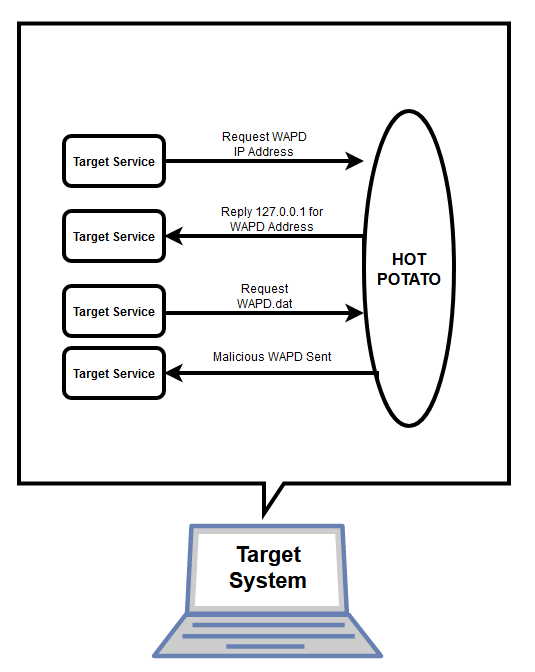 Request WAPD
IP Address
Target Service
Reply 127.0.0.1 for
WAPD Address
Target Service
HOT
POTATO
Request
WAPD.dat
Target Service
Malicious WAPD Sent
Target Service
Target
System